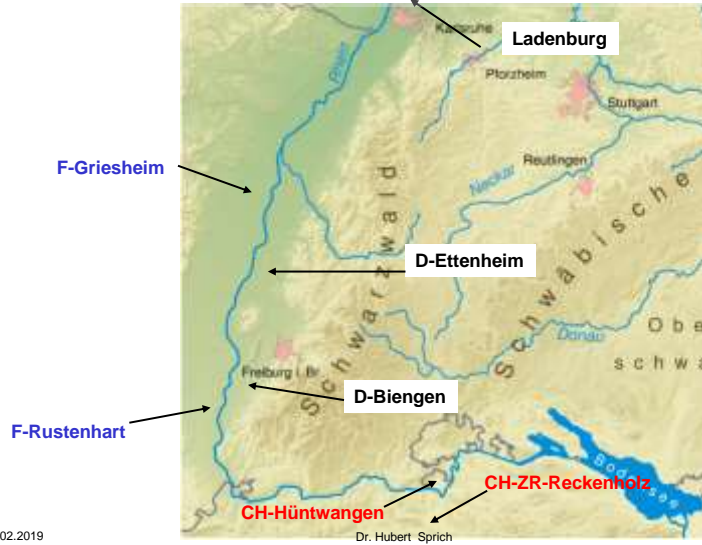 Karlsruhe
Ladenburg
Rhein
Pforzheim
Stuttgart
F-Griesheim
Reutlingen
Neckar
Schwarzwald
Schwäbische
D-Ettenheim
Donau
Obe
schwa
Freiburg i. Br
D-Biengen
F-Rustenhart
Bodensee
CH-ZR-Reckenholz
CH-Hüntwangen
02.2019
Dr. Hubert Sprich